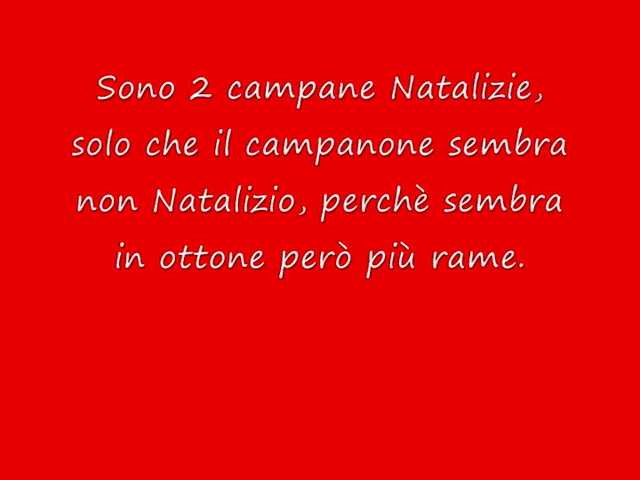 Sono 2 campane Natalizie,
solo che il campanone sembra
non Natalizio, perchè sembra
in ottone però più rame.